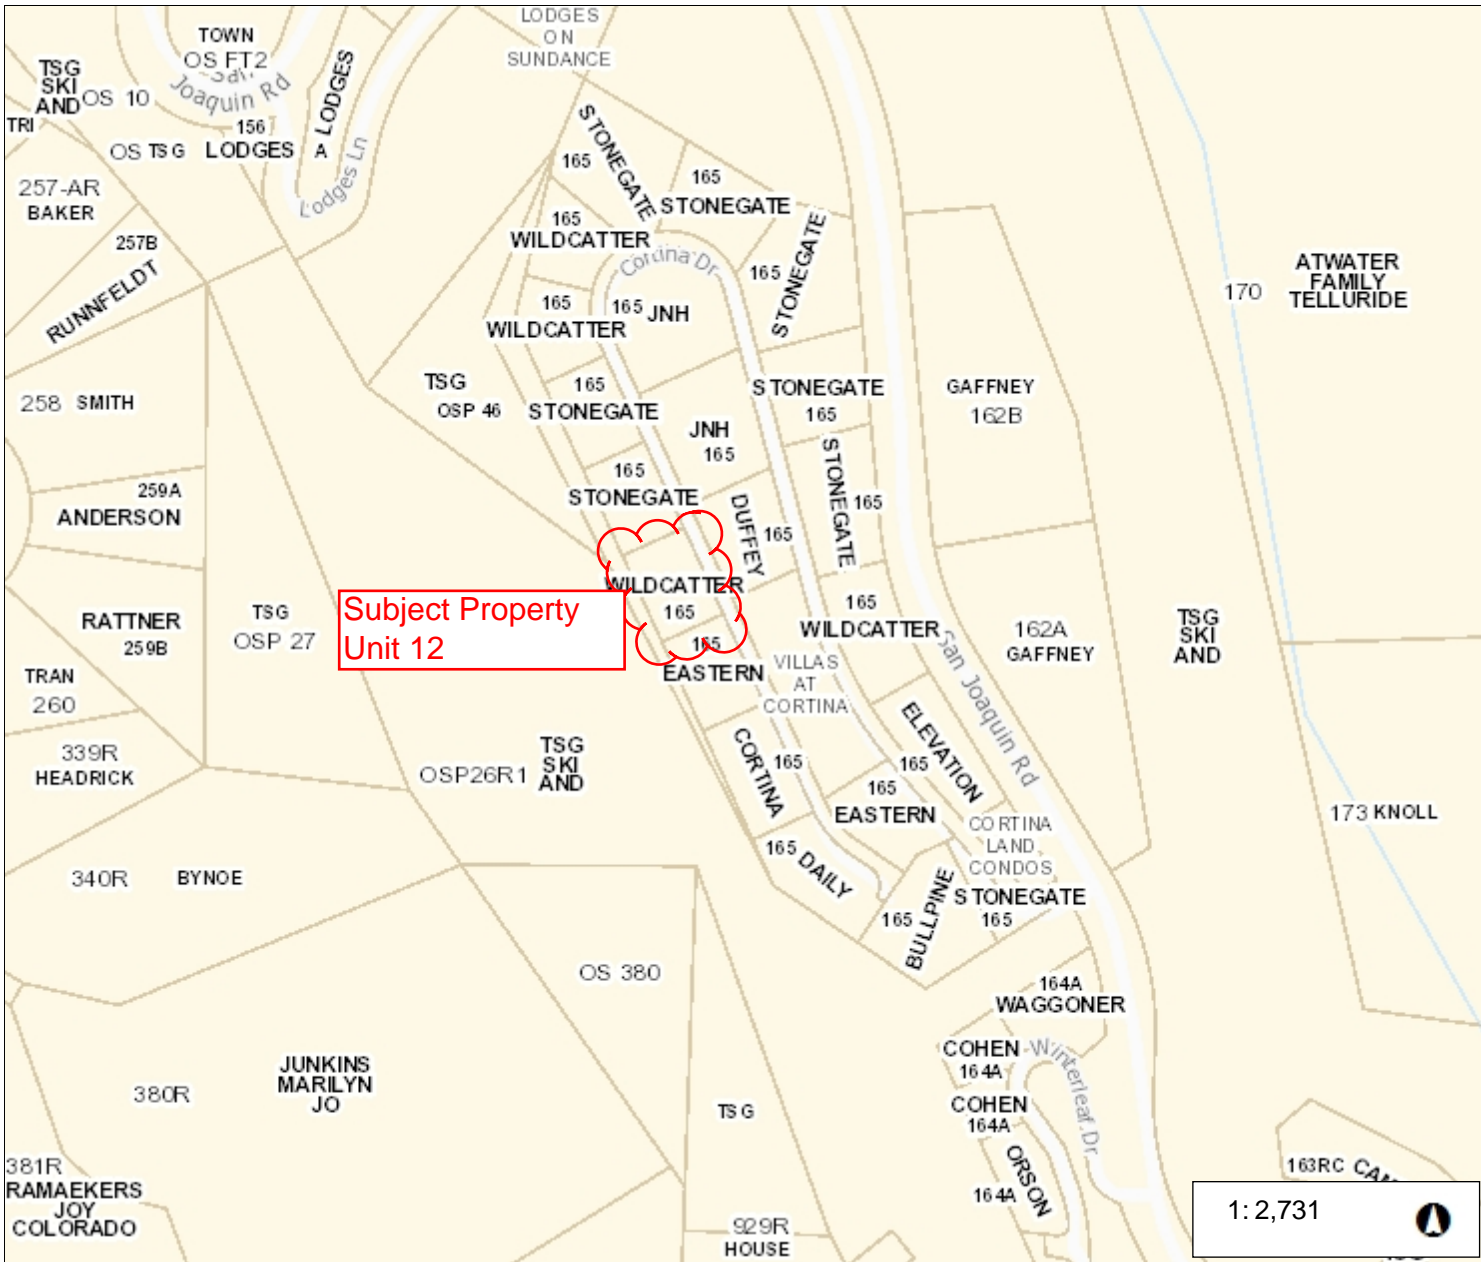 LODGES
ON
SUNDANCE
TOWN
OS FT2
San
Joaquin Rd
TSG
SKI
AND
OS 10
TRI
156
LODGES
A
LODGES
OS TSG
Lodges Ln
257-AR
BAKER
257B
RUNNFELDT
258 SMITH
259A
ANDERSON
RATTNER
259B
TRAN
260
339R
HEADRICK
340R BYNOE
TSG
OSP 27
TSG
OSP 46
165
STONEGATE
165
STONEGATE
165
WILDCATTER
Cortina Dr
165
STONEGATE
165
WILDCATTER
165 JNH
165
STONEGATE
STONEGATE
165
JNH
165
165
STONEGATE
STONEGATE
165
DUFFEY
165
WILDCATTER
165
Subject Property
Unit 12
165
EASTERN
165
WILDCATTER
VILLAS
AT
CORTINA
San Joaquin Rd
GAFFNEY
162B
162A
GAFFNEY
170
ATWATER
FAMILY
TELLURIDE
TSG
SKI
AND
173 KNOLL
OSP26R1
TSG
SKI
AND
CORTINA
165
ELEVATION
165
165
EASTERN
165 DAILY
CORTINA
LAND
CONDOS
BULLPINE
165
STONEGATE
165
OS 380
164A
WAGGONER
COHEN
164A
Winterleaf Dr
COHEN
164A
ORSON
164A
380R
JUNKINS
MARILYN
JO
TSG
381R
RAMAEKERS
JOY
COLORADO
929R
HOUSE
163RC
1: 2,731